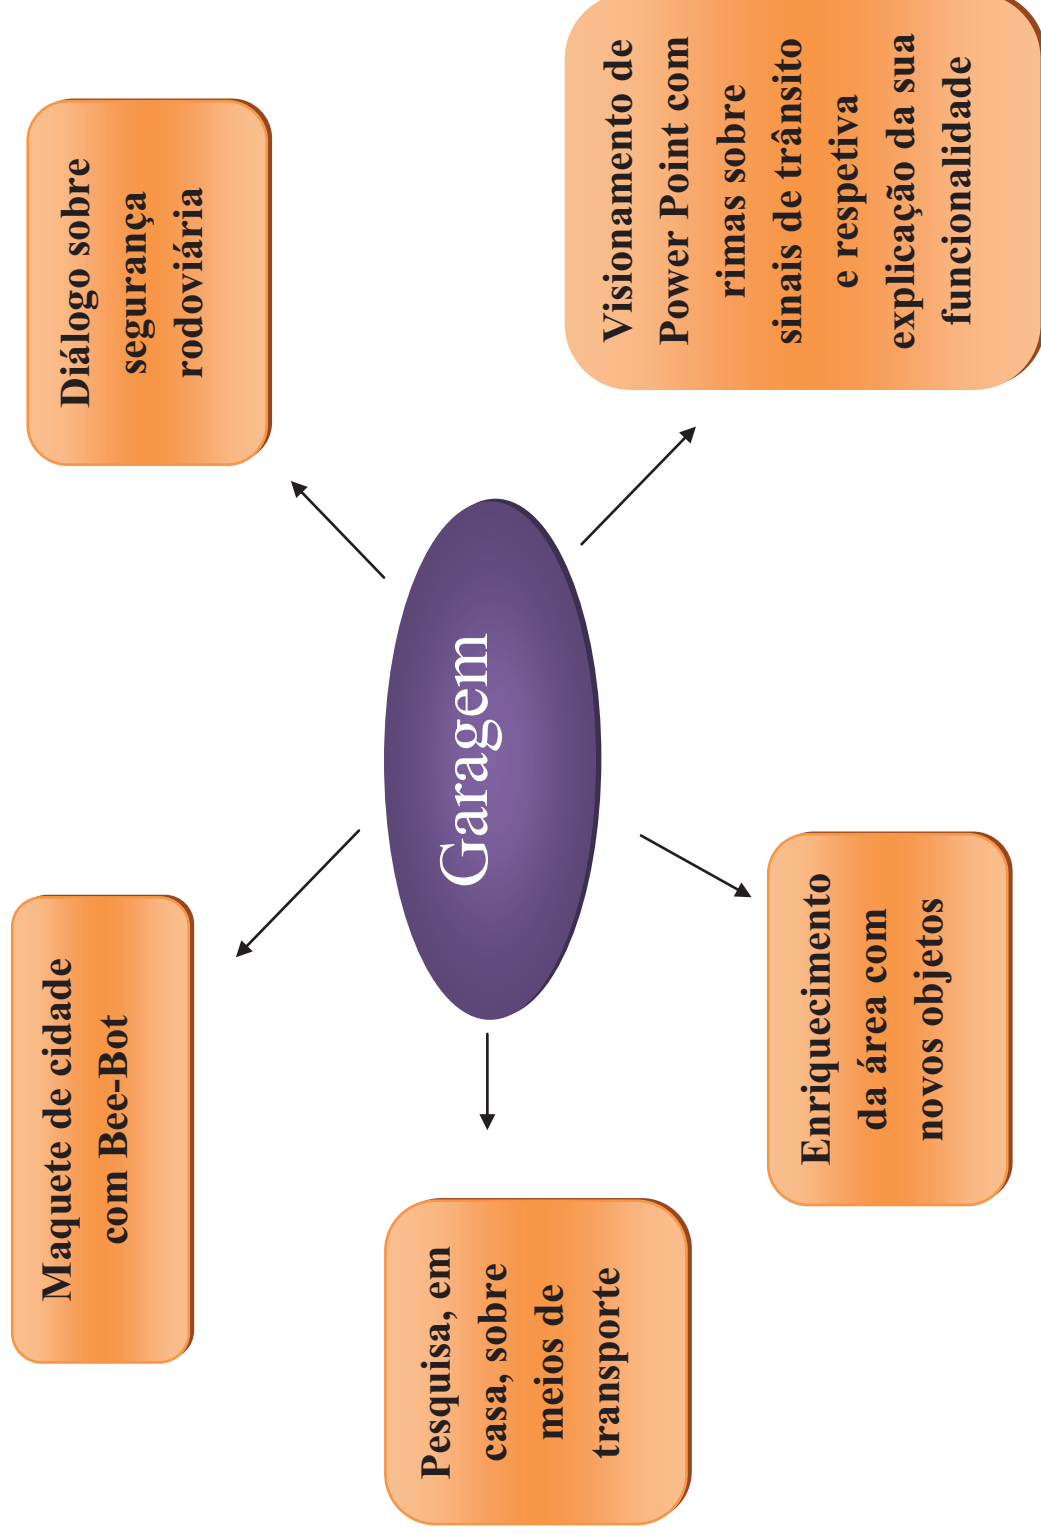 Maquete de cidade
com Bee-Bot
Diálogo sobre
segurança
rodoviária
Garagem
Pesquisa, em
casa, sobre
meios de
transporte
Enriquecimento
da área com
novos objetos
Visionamento de
Power Point com
rimas sobre
sinais de trânsito
e respetiva
explicação da sua
funcionalidade